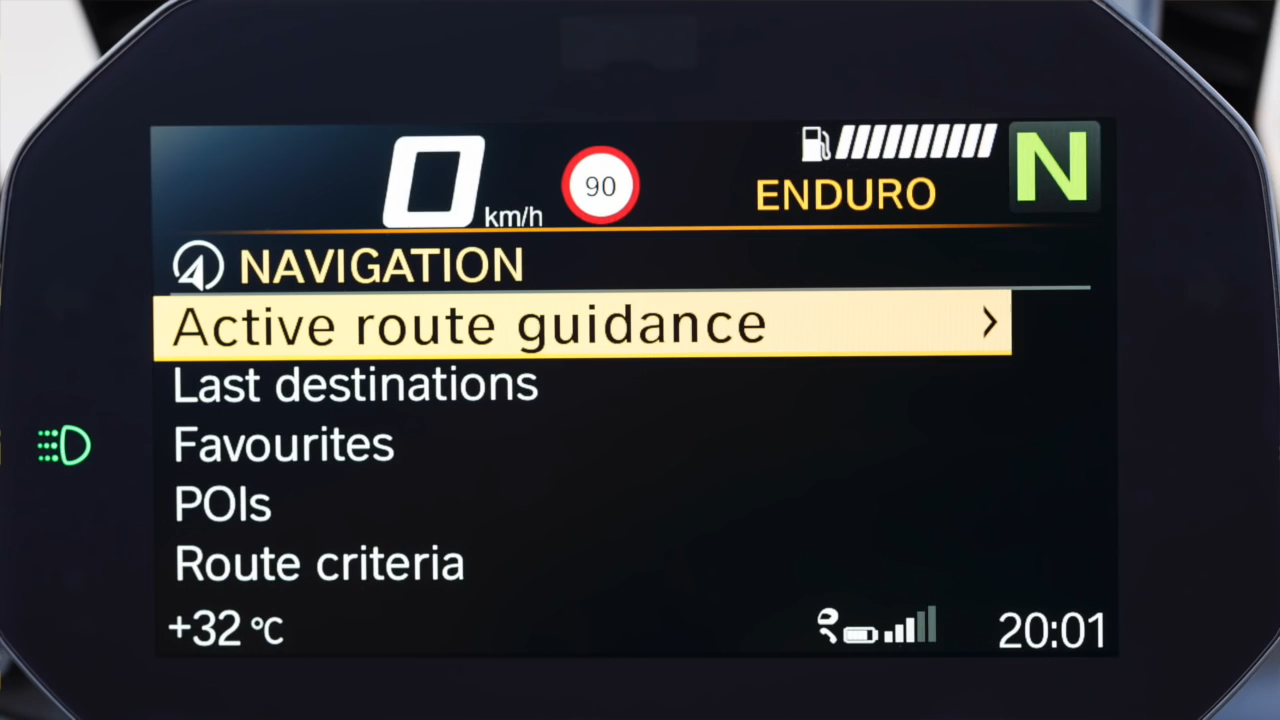 0 km/h 90 ENDURO N
NAVIGATION
Active route guidance
Last destinations
Favourites
POIs
Route criteria
+32 °C 20:01